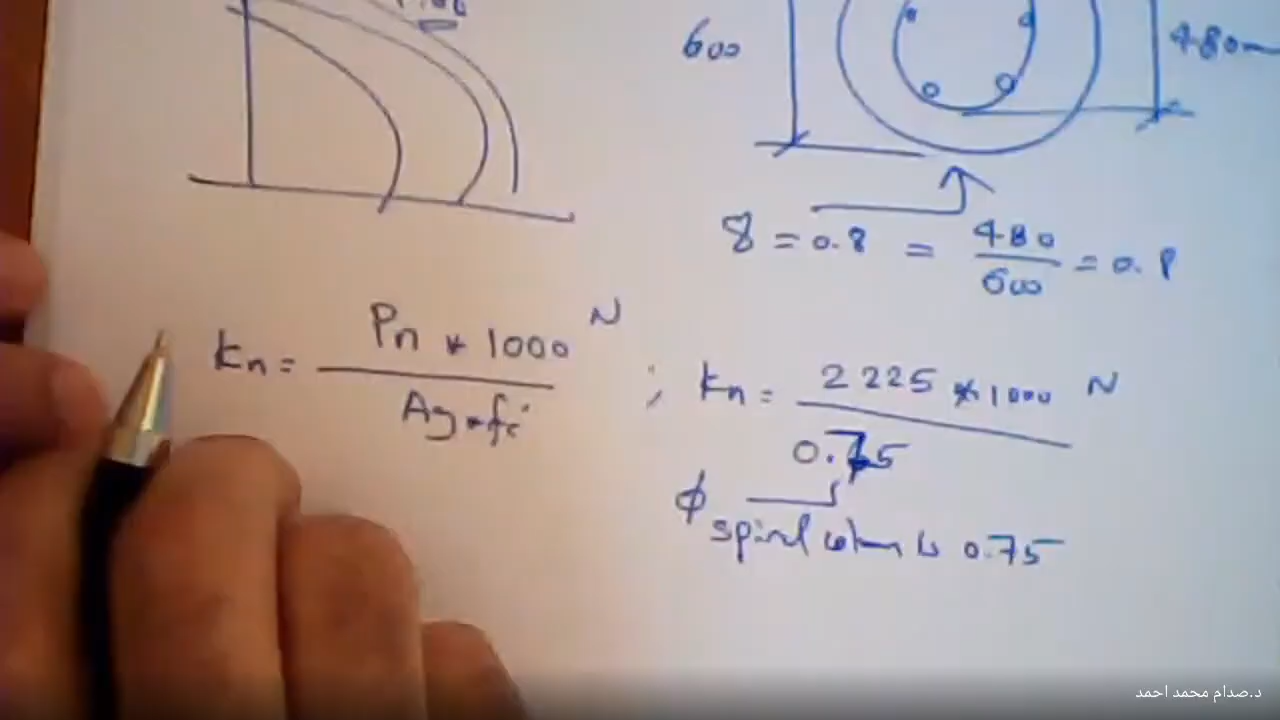 600
480m
γ = 0.8 = 480/600 = 0.8
Kn = Pn * 1000 N / Ag * fc' ; Kn = 2225 * 1000 N / 0.75
ϕ spiral column is 0.75
د.صدام محمد احمد